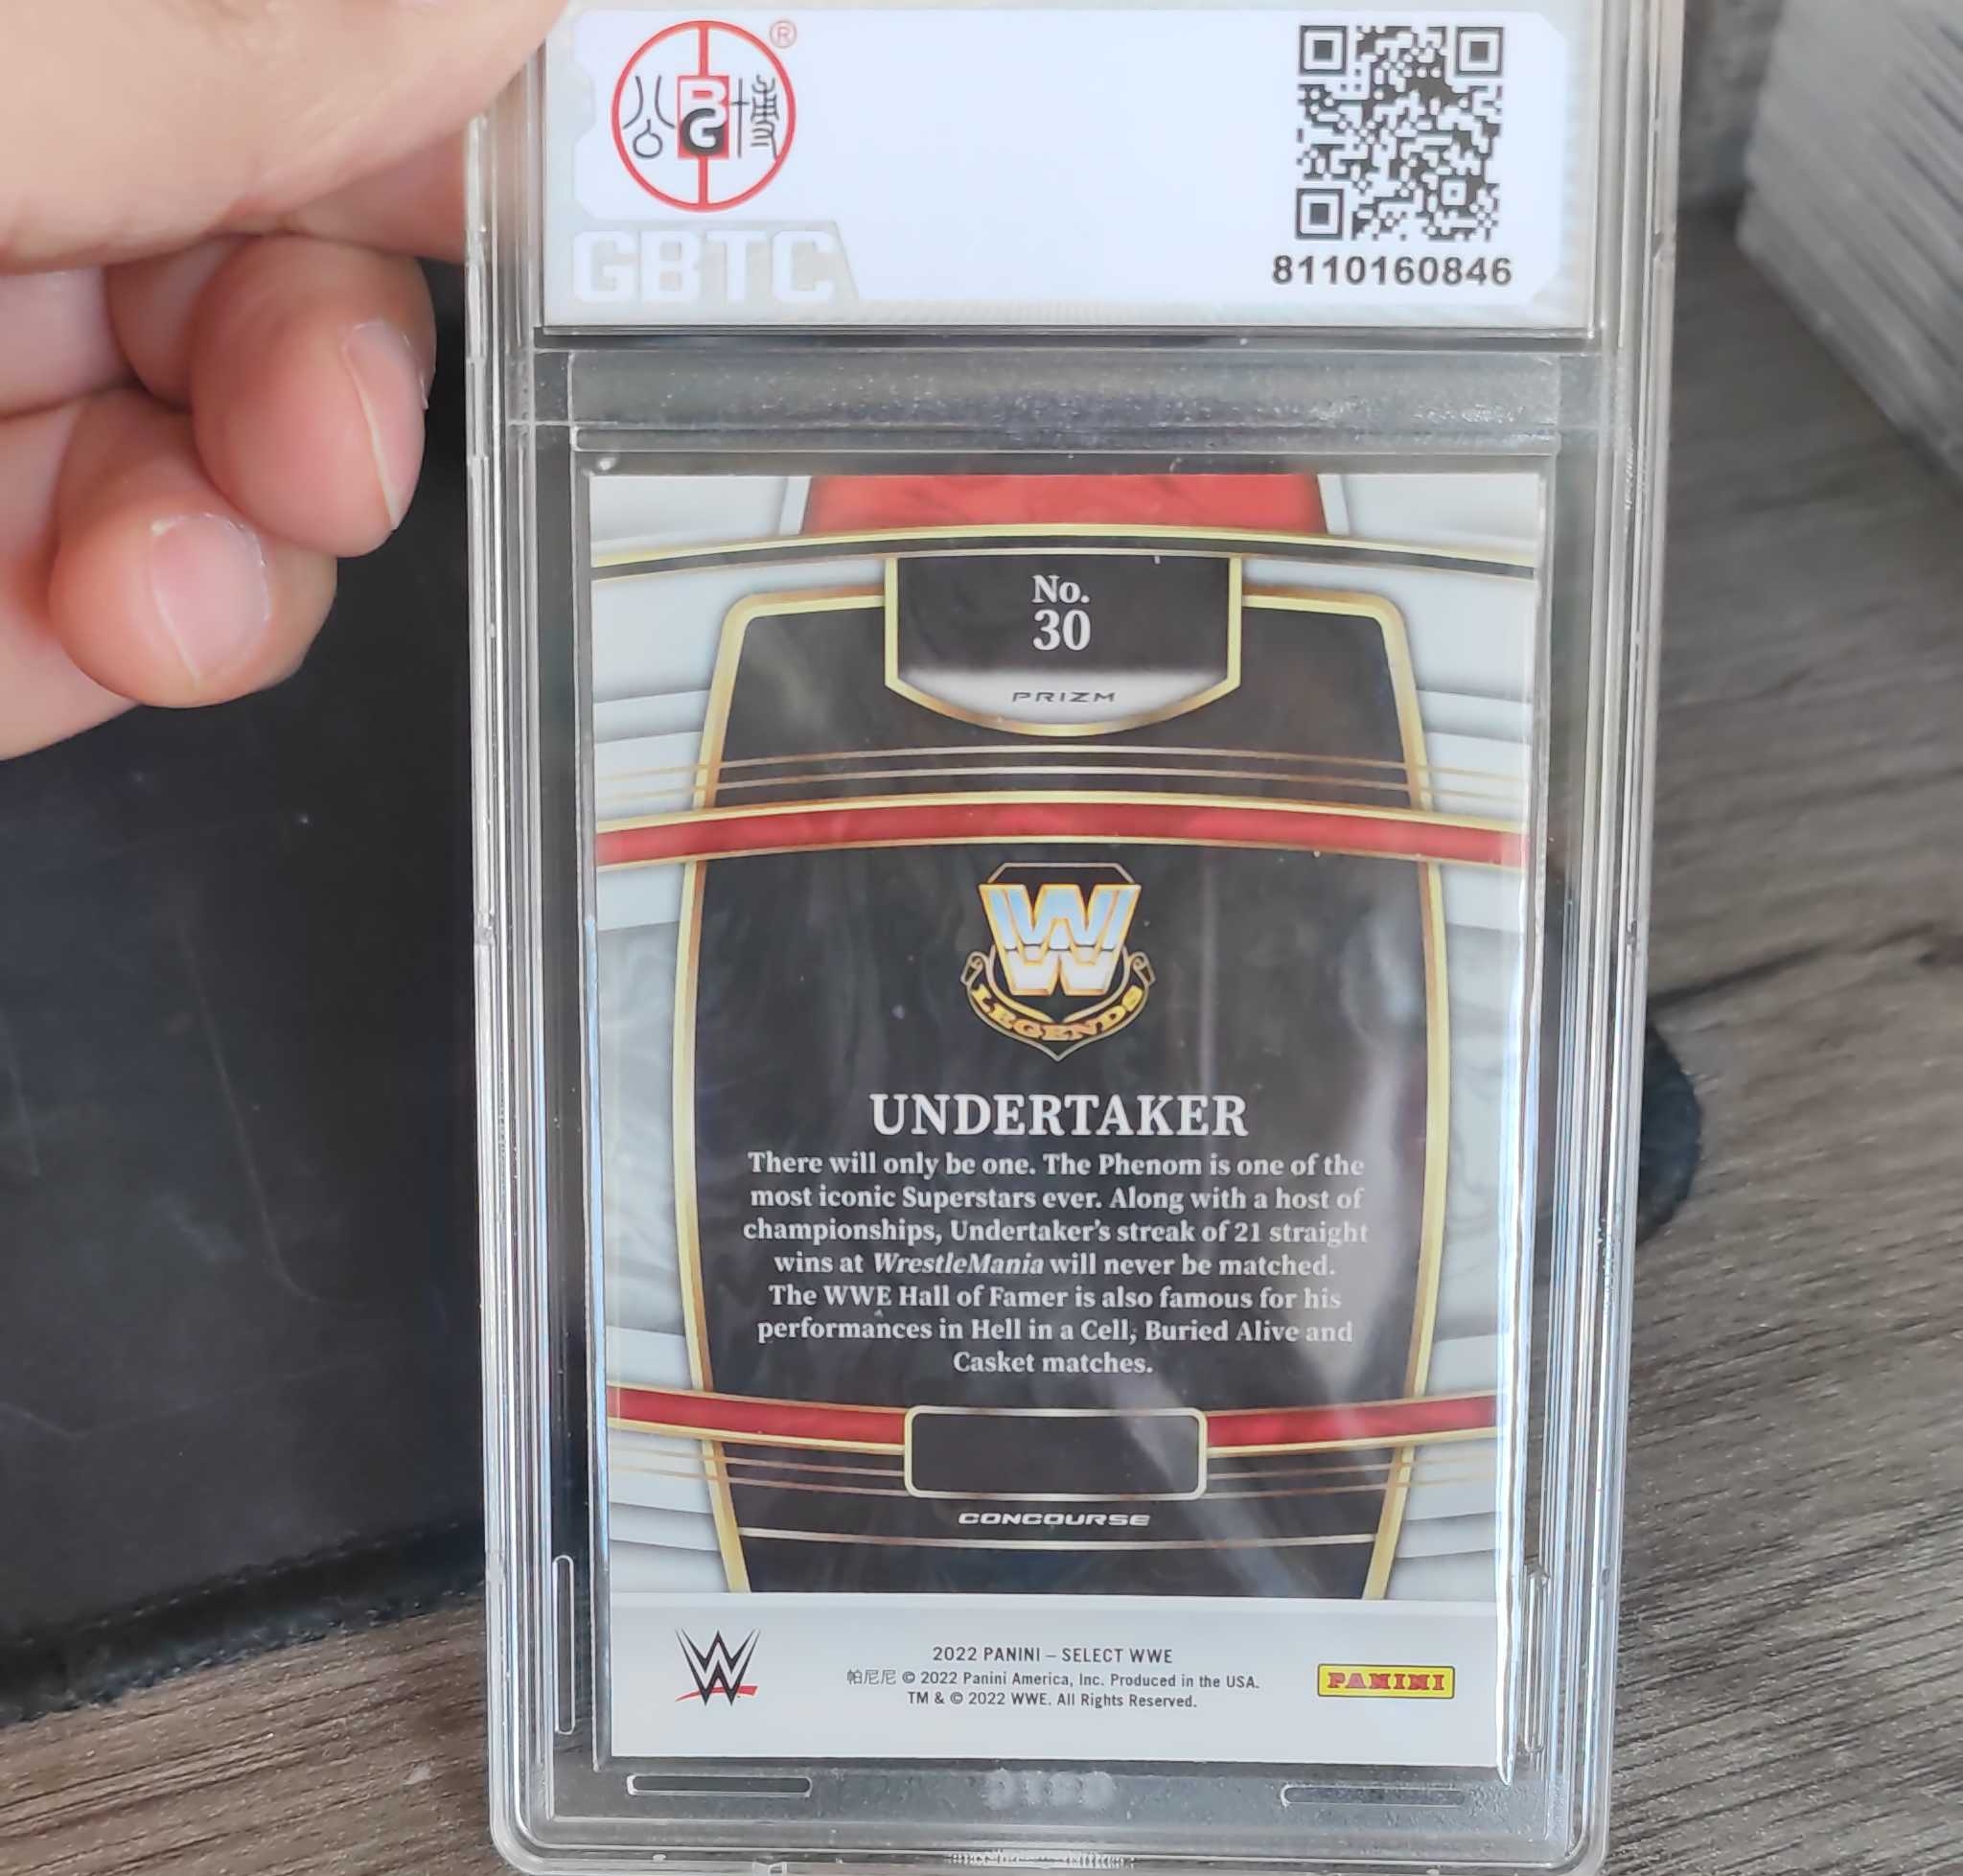 公 BG 博 ®
GBTC
8110160846
No.
30
PRIZM
W
LEGENDS
UNDERTAKER
There will only be one. The Phenom is one of the
most iconic Superstars ever. Along with a host of
championships, Undertaker's streak of 21 straight
wins at WrestleMania will never be matched.
The WWE Hall of Famer is also famous for his
performances in Hell in a Cell, Buried Alive and
Casket matches.
CONCOURSE
W
2022 PANINI – SELECT WWE
帕尼尼 © 2022 Panini America, Inc. Produced in the USA.
TM & © 2022 WWE. All Rights Reserved.
PANINI